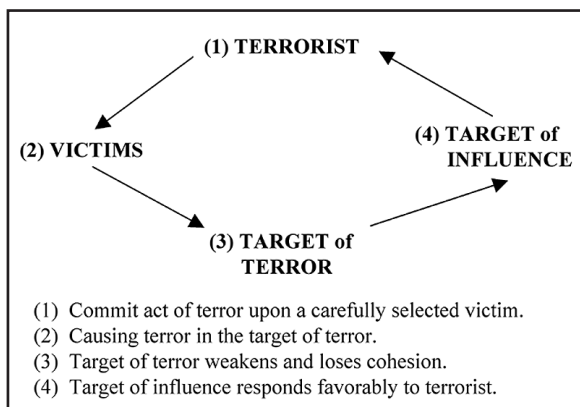 (1) TERRORIST
(2) VICTIMS
(4) TARGET of
INFLUENCE
(3) TARGET of
TERROR
(1) Commit act of terror upon a carefully selected victim.
(2) Causing terror in the target of terror.
(3) Target of terror weakens and loses cohesion.
(4) Target of influence responds favorably to terrorist.